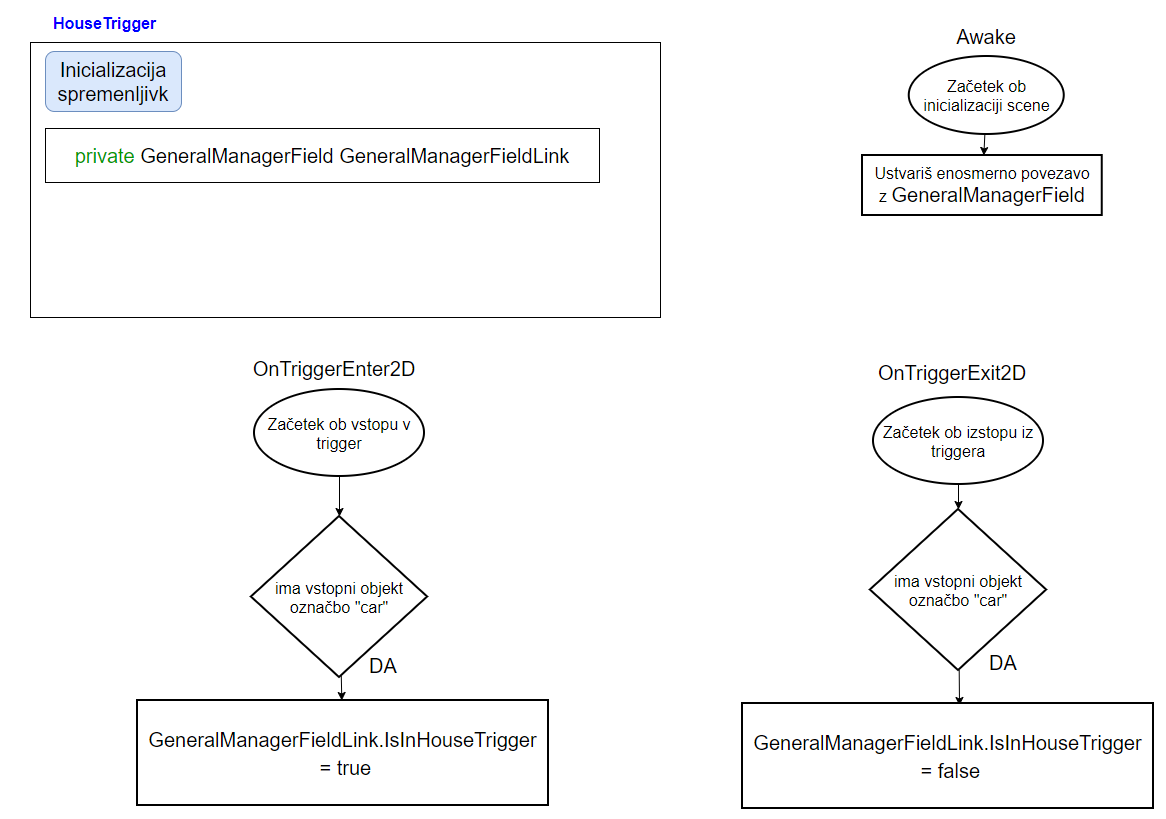 HouseTrigger
Inicializacija
spremenljivk
private GeneralManagerField GeneralManagerFieldLink
Awake
Začetek ob
inicializaciji scene
Ustvariš enosmerno povezavo
z GeneralManagerField
OnTriggerEnter2D
Začetek ob vstopu v
trigger
ima vstopni objekt
označbo "car"
DA
GeneralManagerFieldLink.IsInHouseTrigger
= true
OnTriggerExit2D
Začetek ob izstopu iz
triggera
ima vstopni objekt
označbo "car"
DA
GeneralManagerFieldLink.IsInHouseTrigger
= false